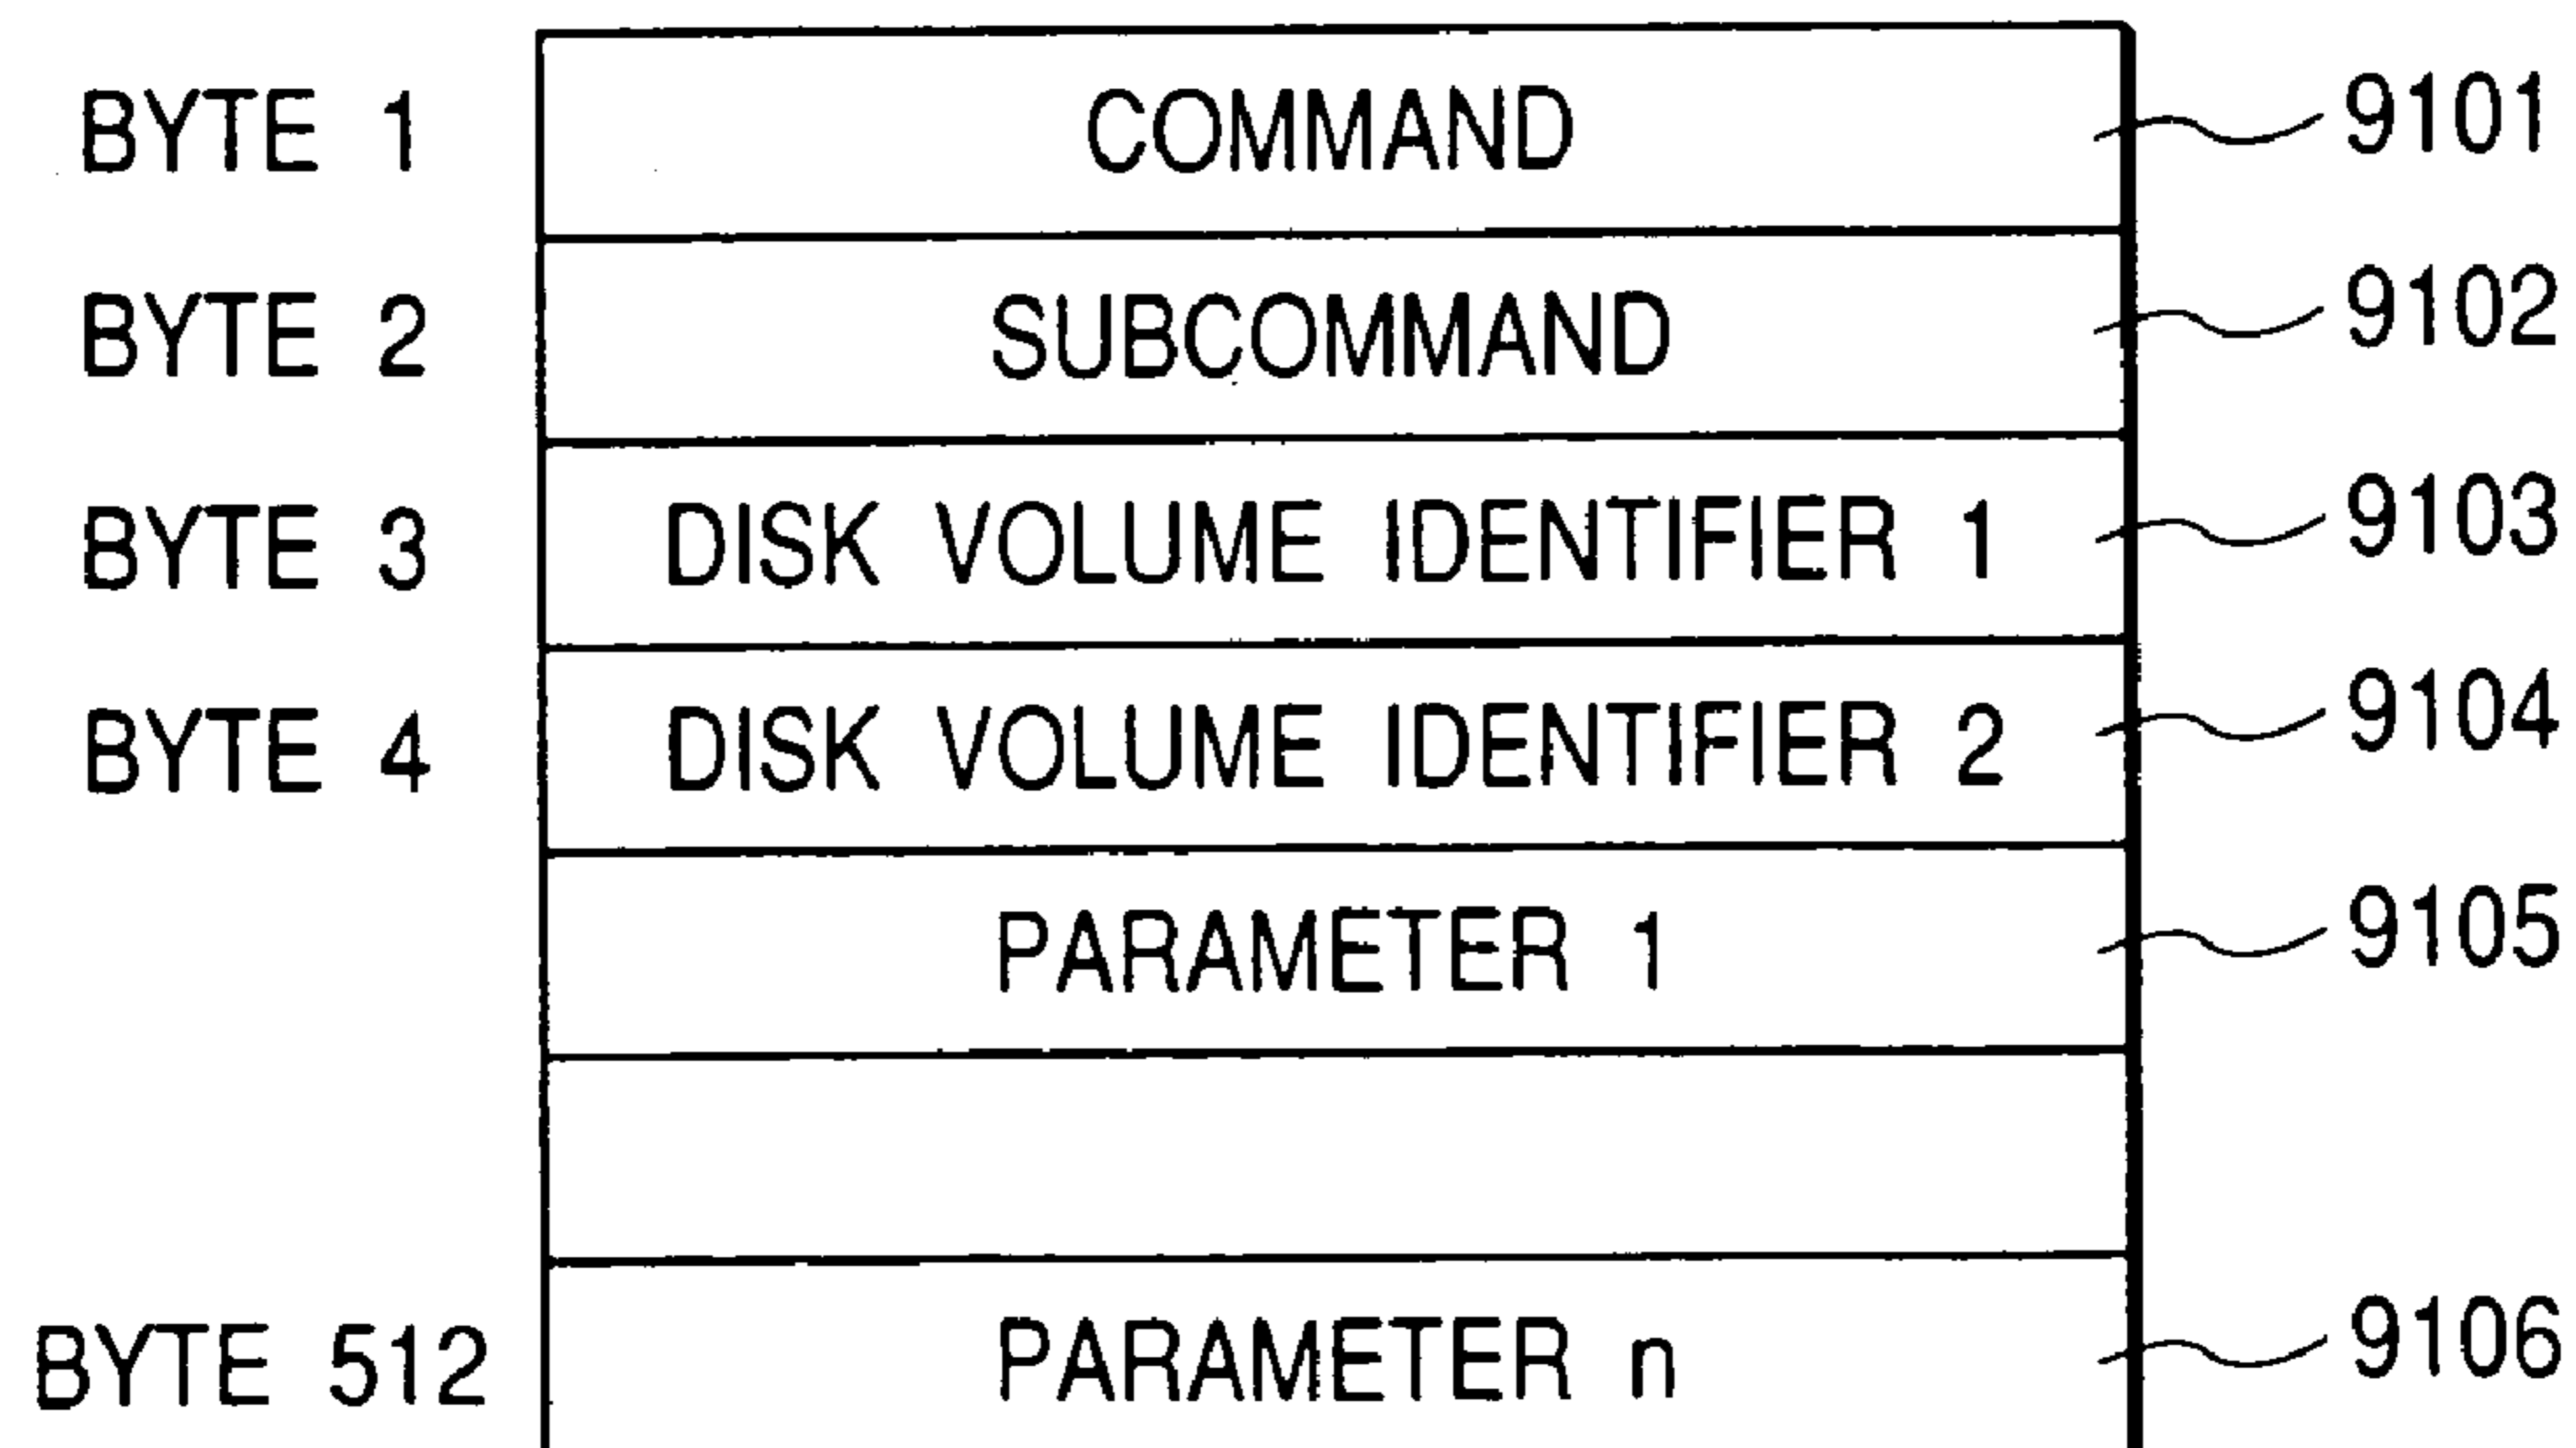 BYTE 1 COMMAND 9101
BYTE 2 SUBCOMMAND 9102
BYTE 3 DISK VOLUME IDENTIFIER 1 9103
BYTE 4 DISK VOLUME IDENTIFIER 2 9104
PARAMETER 1 9105
BYTE 512 PARAMETER n 9106